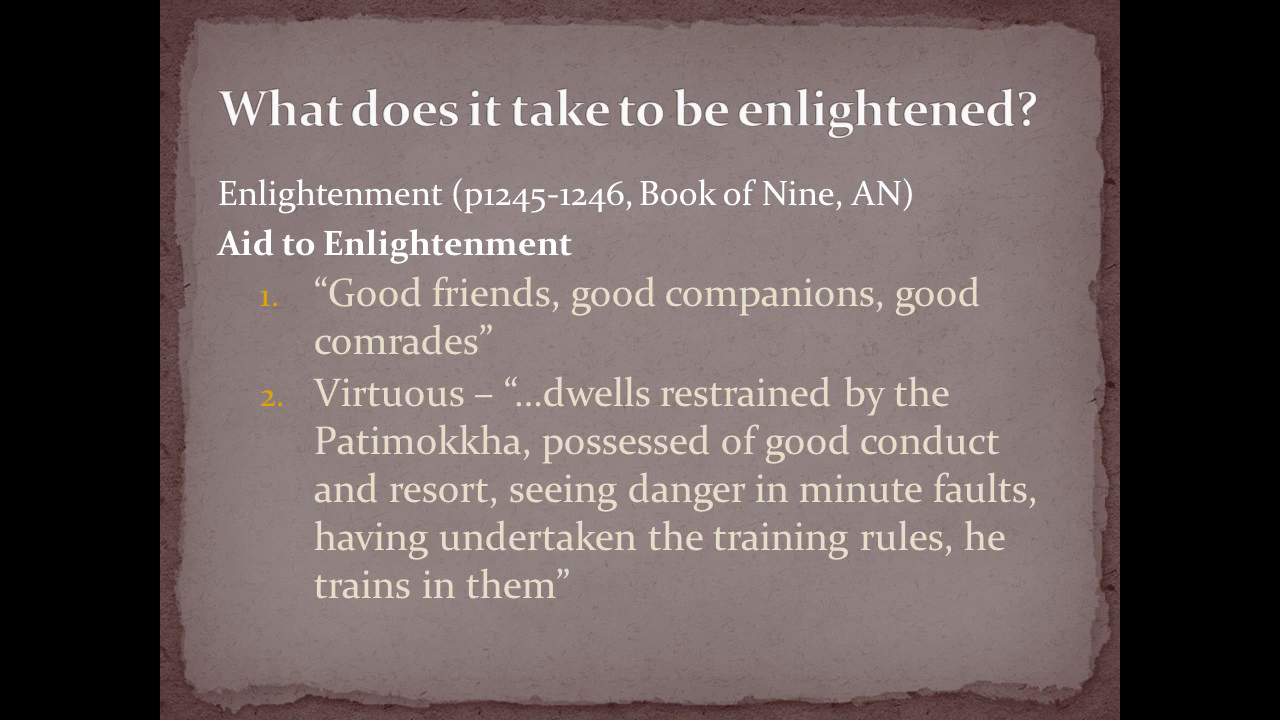 What does it take to be enlightened?
Enlightenment (p1245-1246, Book of Nine, AN)
Aid to Enlightenment
1. “Good friends, good companions, good
comrades”
2. Virtuous – “…dwells restrained by the
Patimokkha, possessed of good conduct
and resort, seeing danger in minute faults,
having undertaken the training rules, he
trains in them”